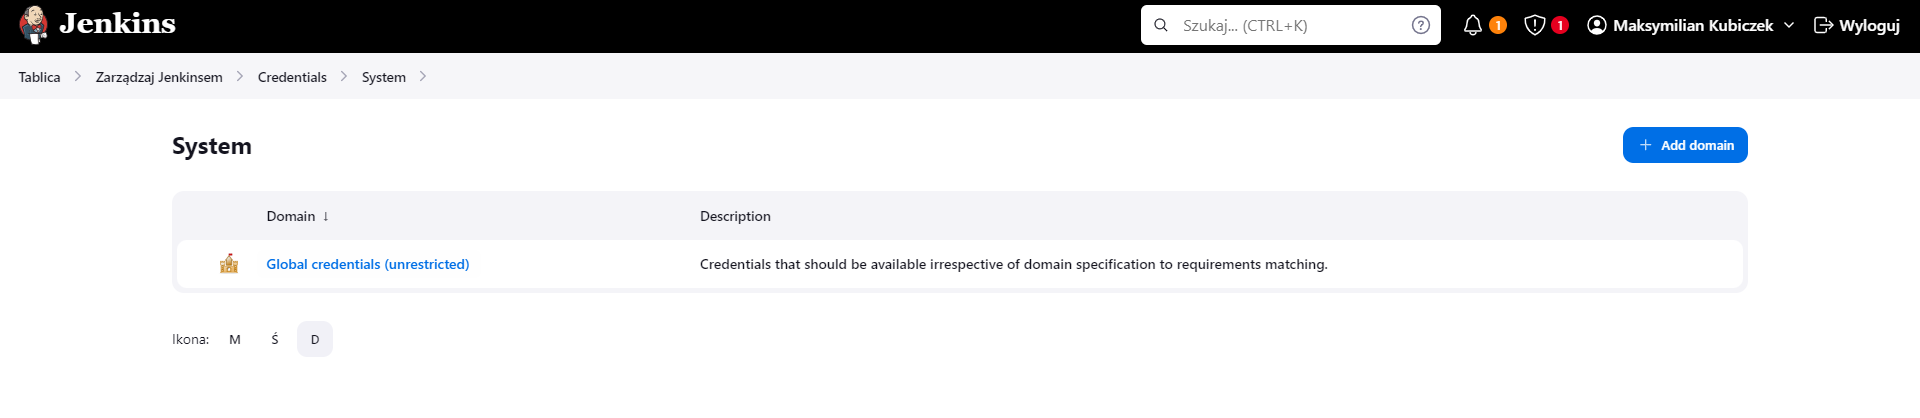 Jenkins
Szukaj... (CTRL+K)
1
1
Maksymilian Kubiczek
Wyloguj
Tablica
Zarządzaj Jenkinsem
Credentials
System
System
Add domain
Domain ↓
Description
Global credentials (unrestricted)
Credentials that should be available irrespective of domain specification to requirements matching.
Ikona: M Ś D